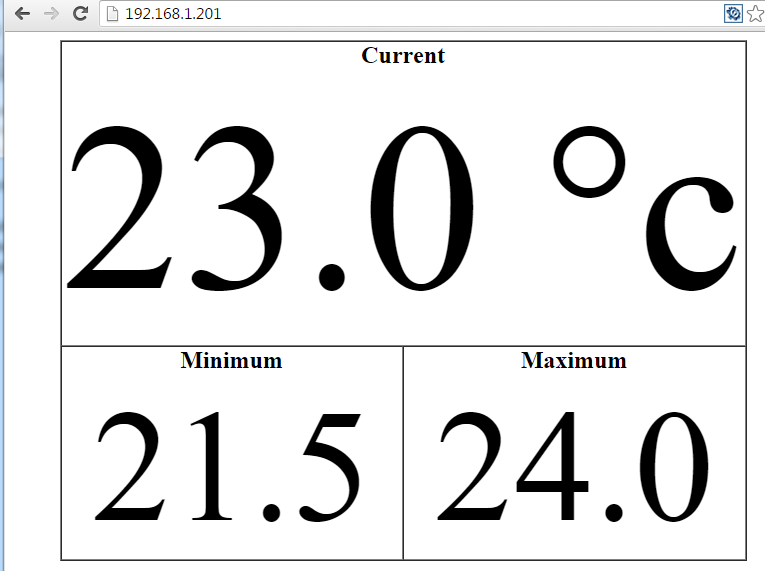 192.168.1.201
Current
23.0 °c
Minimum
Maximum
21.5
24.0